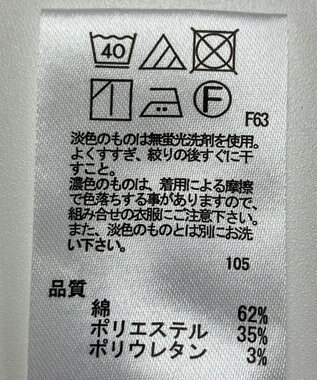 40
F
F63
淡色のものは無蛍光洗剤を使用。
よくすすぎ、絞りの後すぐに干
すこと。
濃色のものは、着用による摩擦
で色落ちする事がありますので、
組み合せの衣服にご注意下さい。
また、淡色のものとは別にお洗
い下さい。
105
品質
綿 62%
ポリエステル 35%
ポリウレタン 3%